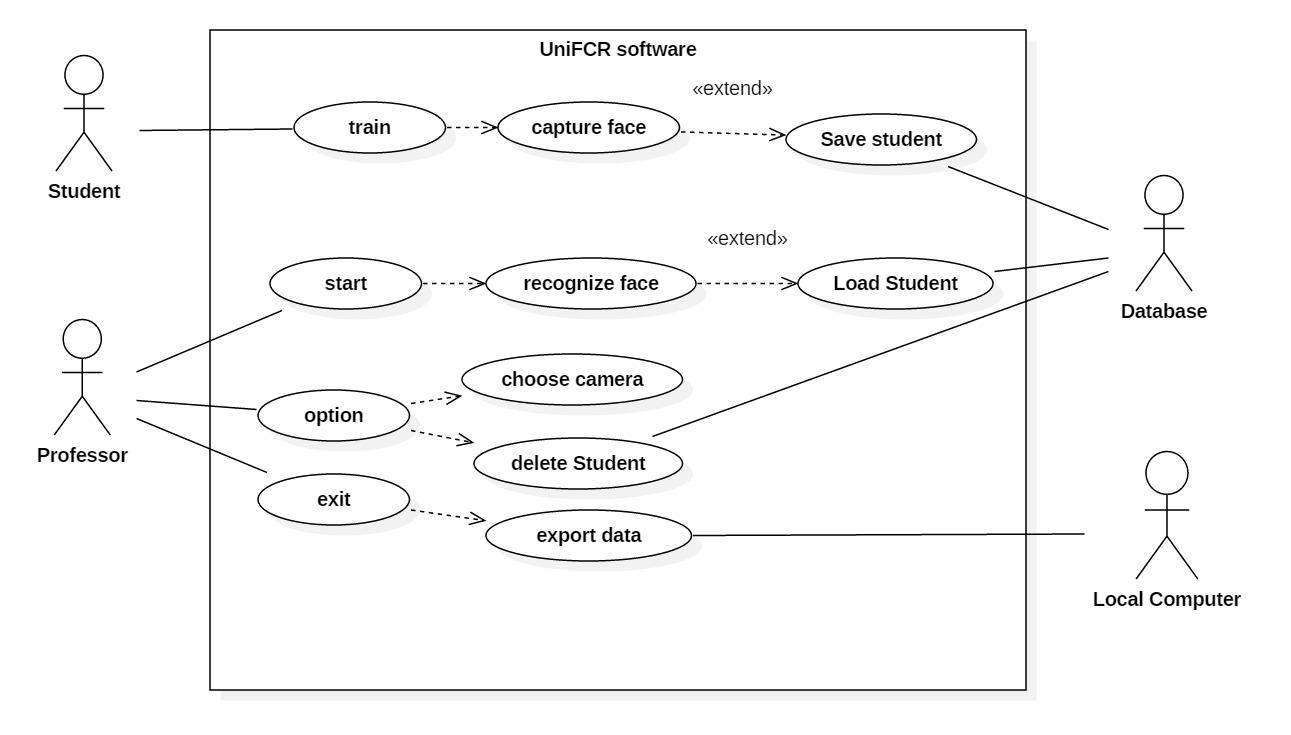 UniFCR software
«extend»
train
capture face
Save student
Student
«extend»
start
recognize face
Load Student
Database
choose camera
option
Professor
delete Student
exit
export data
Local Computer